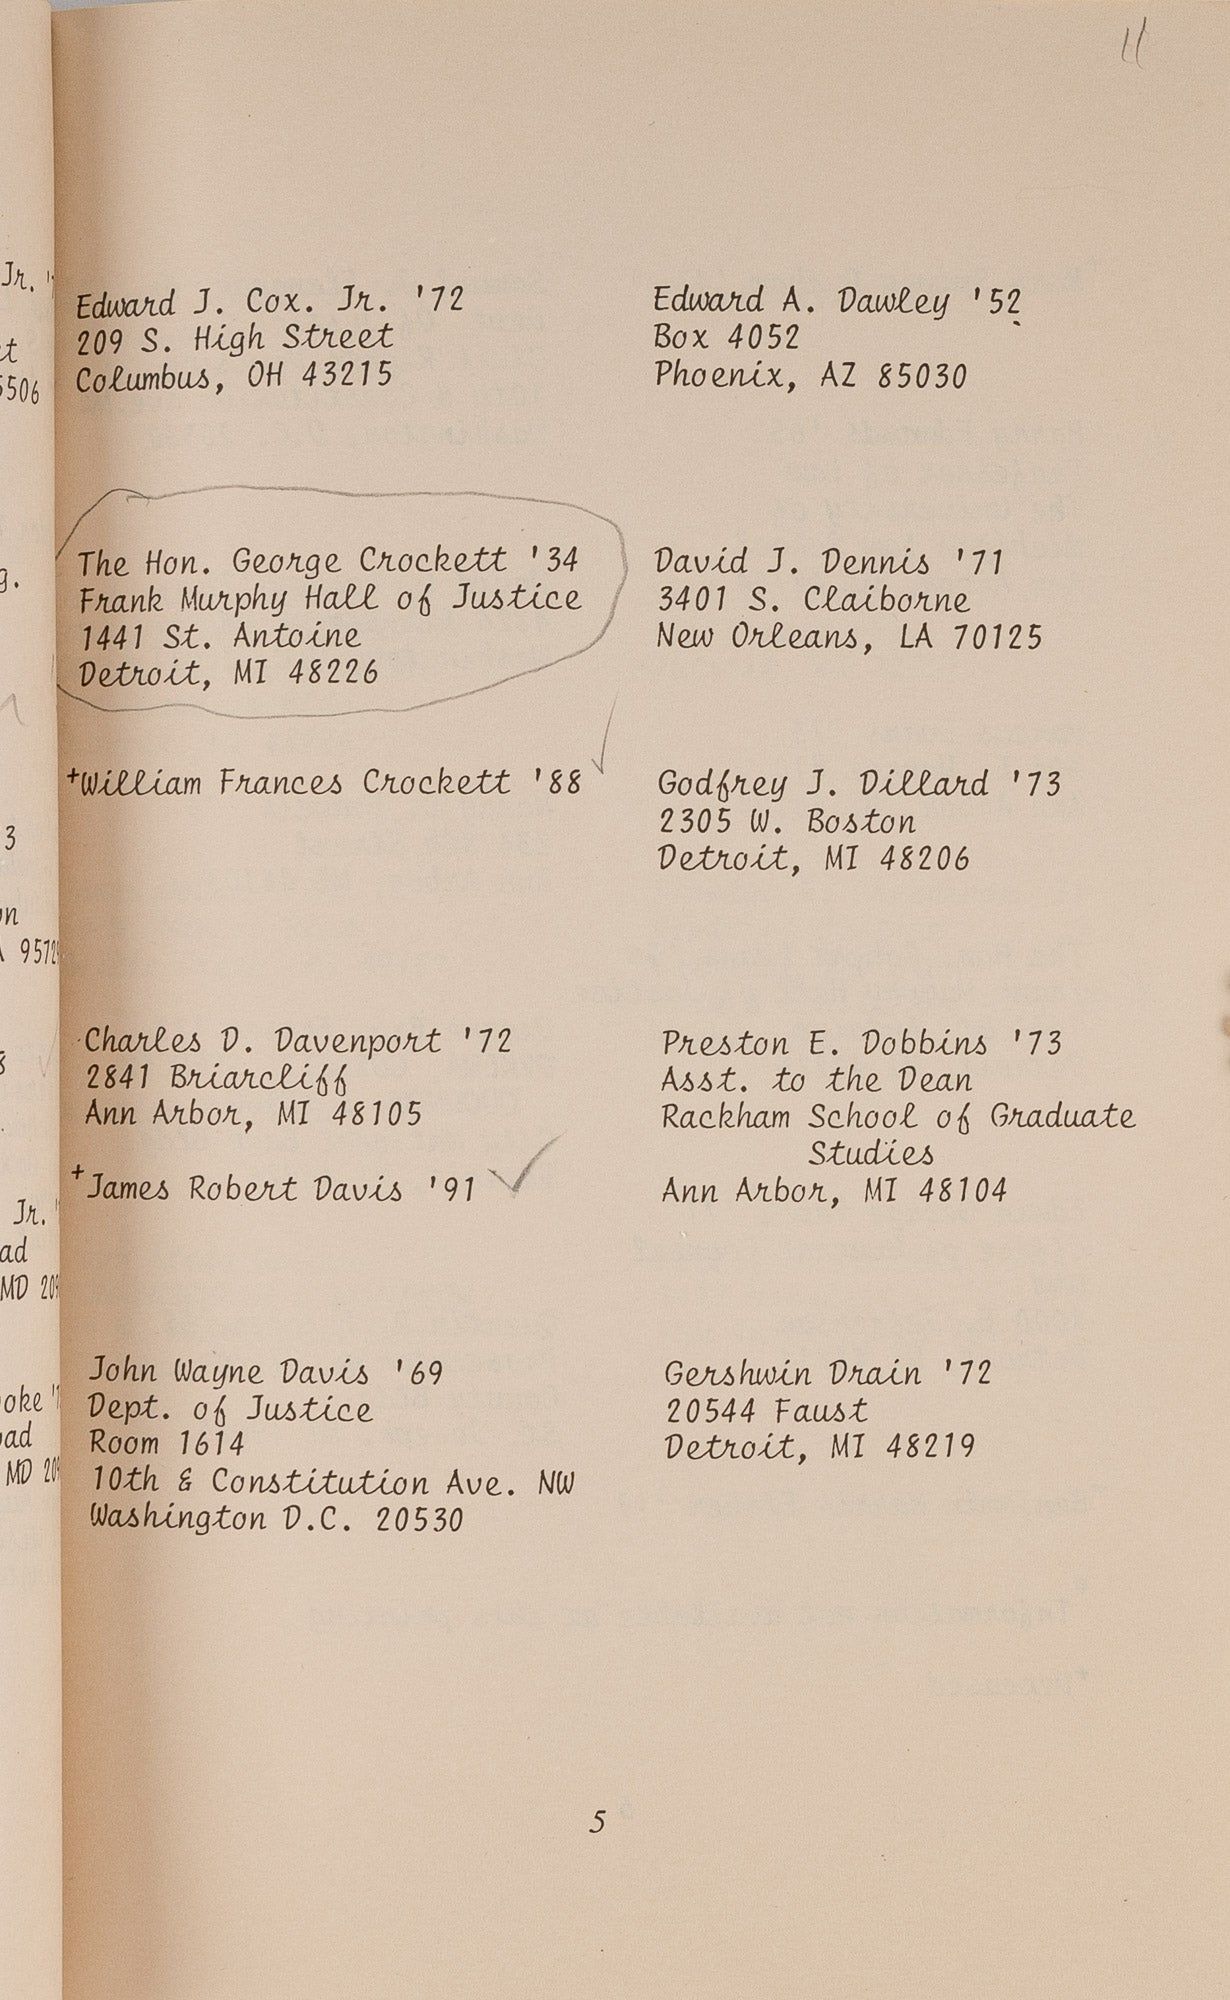 11
Edward J. Cox. Jr. '72
209 S. High Street
Columbus, OH 43215
The Hon. George Crockett '34
Frank Murphy Hall of Justice
1441 St. Antoine
Detroit, MI 48226
+William Frances Crockett '88
Charles D. Davenport '72
2841 Briarcliff
Ann Arbor, MI 48105
+James Robert Davis '91
John Wayne Davis '69
Dept. of Justice
Room 1614
10th & Constitution Ave. NW
Washington D.C. 20530
Edward A. Dawley '52
Box 4052
Phoenix, AZ 85030
David J. Dennis '71
3401 S. Claiborne
New Orleans, LA 70125
Godfrey J. Dillard '73
2305 W. Boston
Detroit, MI 48206
Preston E. Dobbins '73
Asst. to the Dean
Rackham School of Graduate
Studies
Ann Arbor, MI 48104
Gershwin Drain '72
20544 Faust
Detroit, MI 48219
5